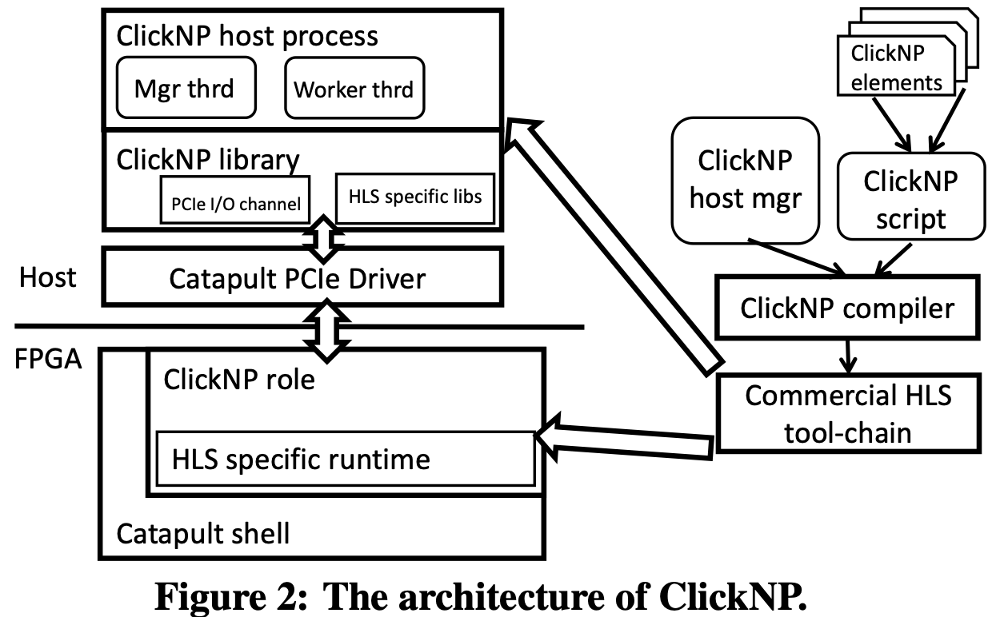 ClickNP host process
Mgr thrd
Worker thrd
ClickNP library
PCIe I/O channel
HLS specific libs
Host
Catapult PCIe Driver
FPGA
ClickNP role
HLS specific runtime
Catapult shell
ClickNP
elements
ClickNP
host mgr
ClickNP
script
ClickNP compiler
Commercial HLS
tool-chain
Figure 2: The architecture of ClickNP.